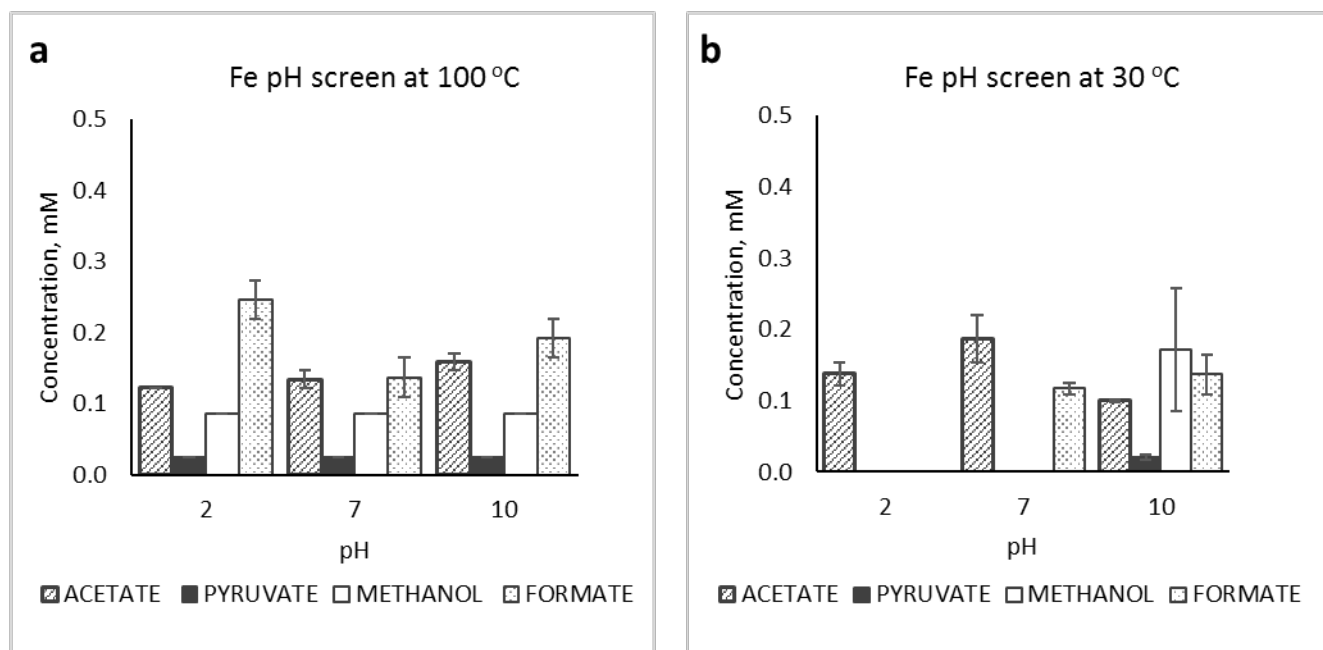 a
Fe pH screen at 100 °C
Concentration, mM
0.5
0.4
0.3
0.2
0.1
0.0
2 7 10
pH
ACETATE PYRUVATE METHANOL FORMATE
b
Fe pH screen at 30 °C
Concentration, mM
0.5
0.4
0.3
0.2
0.1
0.0
2 7 10
pH
ACETATE PYRUVATE METHANOL FORMATE